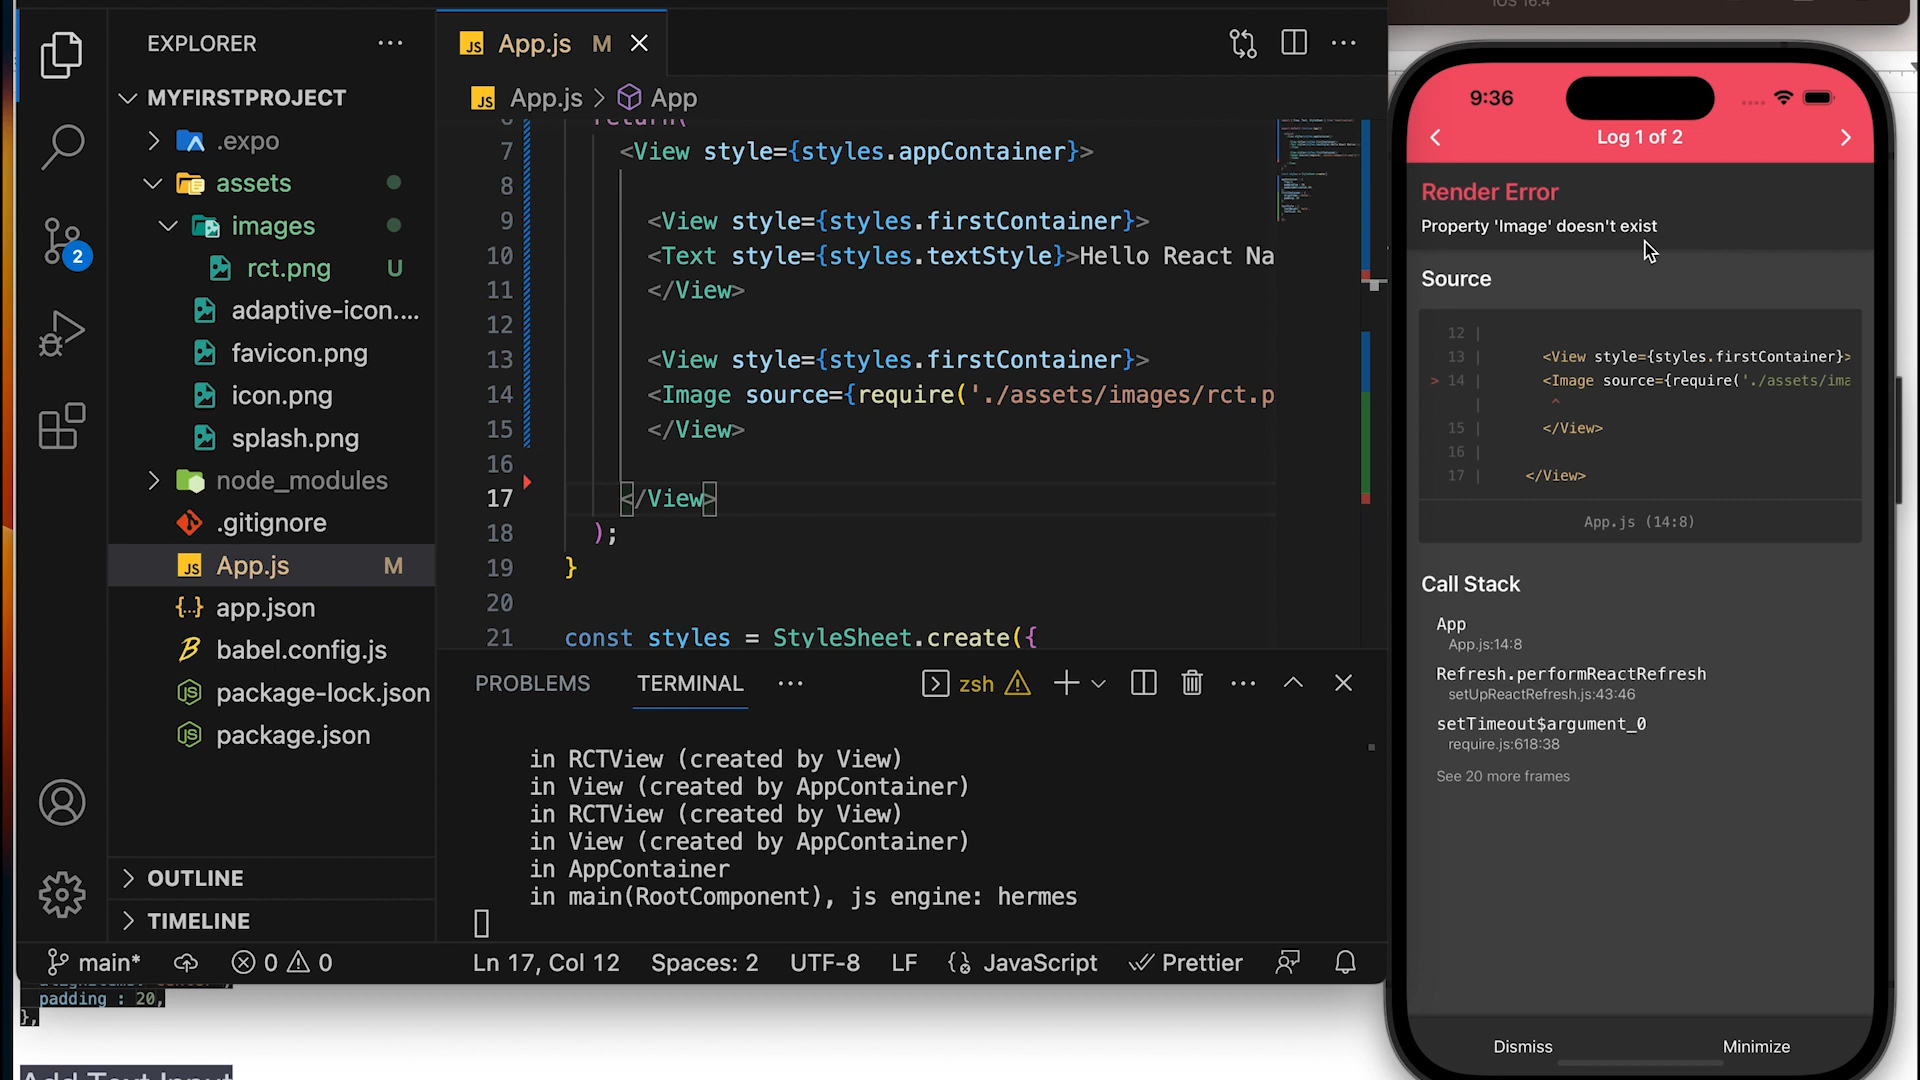 iOS 16.4
EXPLORER
MYFIRSTPROJECT
.expo
assets
images
rct.png U
adaptive-icon....
favicon.png
icon.png
splash.png
node_modules
.gitignore
App.js M
app.json
babel.config.js
package-lock.json
package.json
OUTLINE
TIMELINE
2
App.js M
App.js > App
return(
7 <View style={styles.appContainer}>
8
9 <View style={styles.firstContainer}>
10 <Text style={styles.textStyle}>Hello React Na
11 </View>
12
13 <View style={styles.firstContainer}>
14 <Image source={require('./assets/images/rct.p
15 </View>
16
17 </View>
18 );
19 }
20
21 const styles = StyleSheet.create({
PROBLEMS TERMINAL zsh
in RCTView (created by View)
in View (created by AppContainer)
in RCTView (created by View)
in View (created by AppContainer)
in AppContainer
in main(RootComponent), js engine: hermes
main* 0 0 Ln 17, Col 12 Spaces: 2 UTF-8 LF JavaScript Prettier
padding : 20,
},
Add Text Input
9:36
Log 1 of 2
Render Error
Property 'Image' doesn't exist
Source
12 |
13 | <View style={styles.firstContainer}>
> 14 | <Image source={require('./assets/ima
| ^
15 | </View>
16 |
17 | </View>
App.js (14:8)
Call Stack
App
App.js:14:8
Refresh.performReactRefresh
setUpReactRefresh.js:43:46
setTimeout$argument_0
require.js:618:38
See 20 more frames
Dismiss Minimize